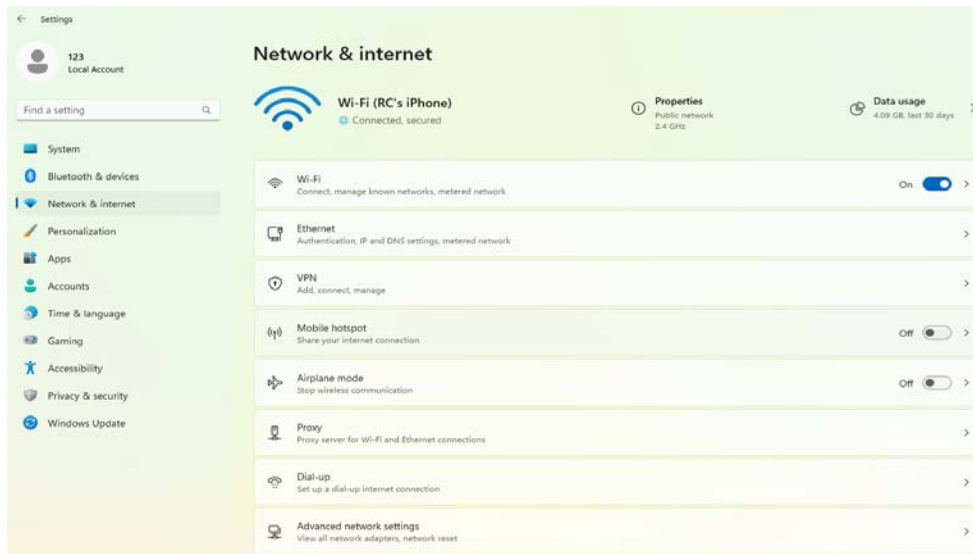 Settings
123
Local Account
Find a setting
System
Bluetooth & devices
Network & internet
Personalization
Apps
Accounts
Time & language
Gaming
Accessibility
Privacy & security
Windows Update
Network & internet
Wi-Fi (RC's iPhone)
Connected, secured
Properties
Public network
2.4 GHz
Data usage
4.09 GB, last 30 days
Wi-Fi
Connect, manage known networks, metered network
On
Ethernet
Authentication, IP and DNS settings, metered network
VPN
Add, connect, manage
Mobile hotspot
Share your internet connection
Off
Airplane mode
Stop wireless communication
Off
Proxy
Proxy server for Wi-Fi and Ethernet connections
Dial-up
Set up a dial-up internet connection
Advanced network settings
View all network adapters, network reset